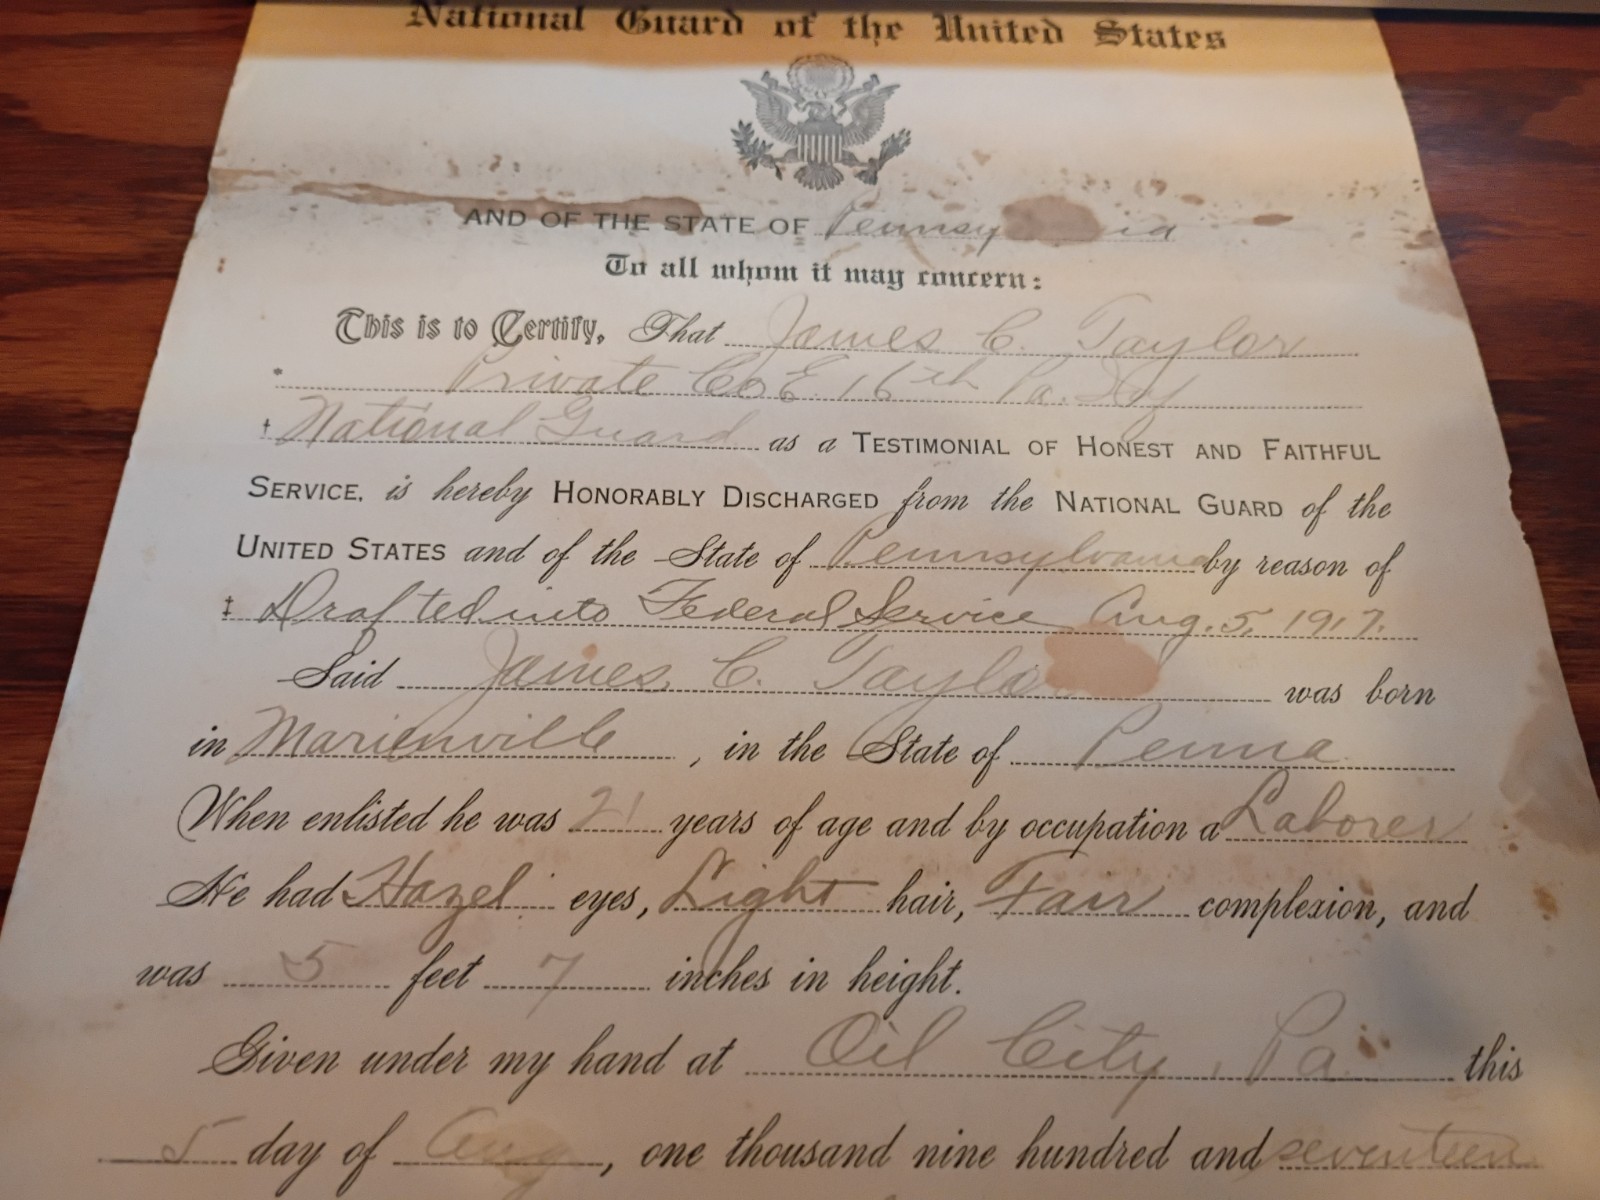 National Guard of the United States
AND OF THE STATE OF Pennsylvania
To all whom it may concern:
This is to Certify, That James C. Taylor
* Private Co E. 16th Pa. Inf
† National Guard as a TESTIMONIAL OF HONEST AND FAITHFUL
SERVICE, is hereby HONORABLY DISCHARGED from the NATIONAL GUARD of the
UNITED STATES and of the State of Pennsylvania by reason of
‡ Drafted into Federal Service Aug. 5, 1917.
Said James C. Taylor was born
in Marienville, in the State of Penna.
When enlisted he was 21 years of age and by occupation a Laborer
He had Hazel eyes, Light hair, Fair complexion, and
was 5 feet 7 inches in height.
Given under my hand at Oil City, Pa. this
5 day of Aug, one thousand nine hundred and seventeen